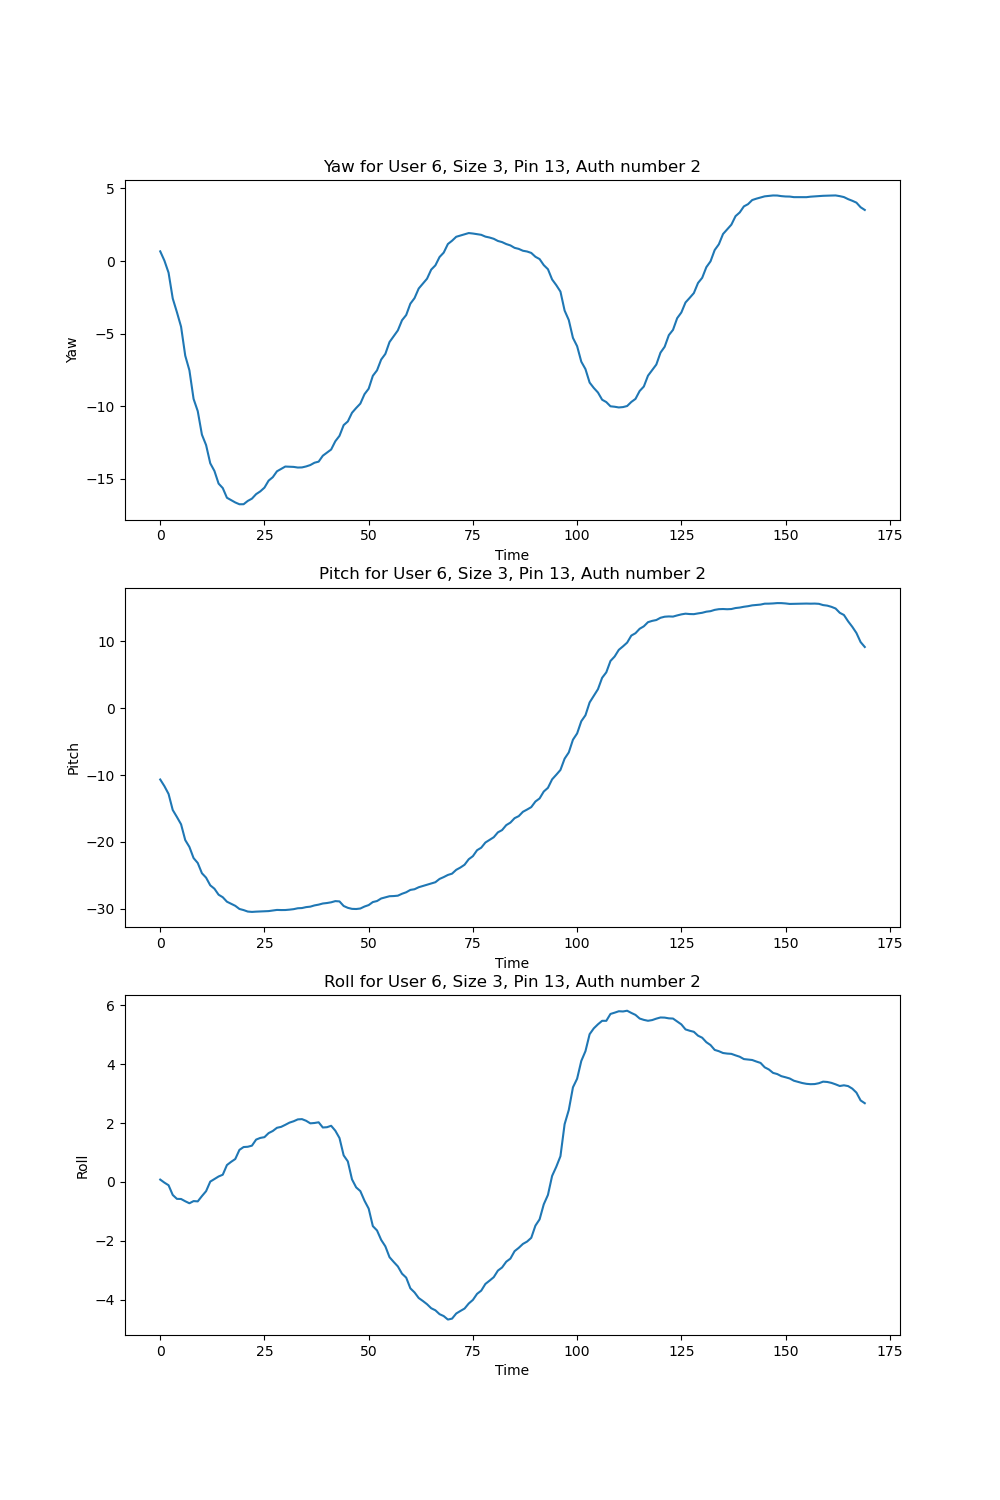 Yaw for User 6, Size 3, Pin 13, Auth number 2
5
0
−5
−10
−15
Yaw
0 25 50 75 100 125 150 175
Time
Pitch for User 6, Size 3, Pin 13, Auth number 2
10
0
−10
−20
−30
Pitch
0 25 50 75 100 125 150 175
Time
Roll for User 6, Size 3, Pin 13, Auth number 2
6
4
2
0
−2
−4
Roll
0 25 50 75 100 125 150 175
Time